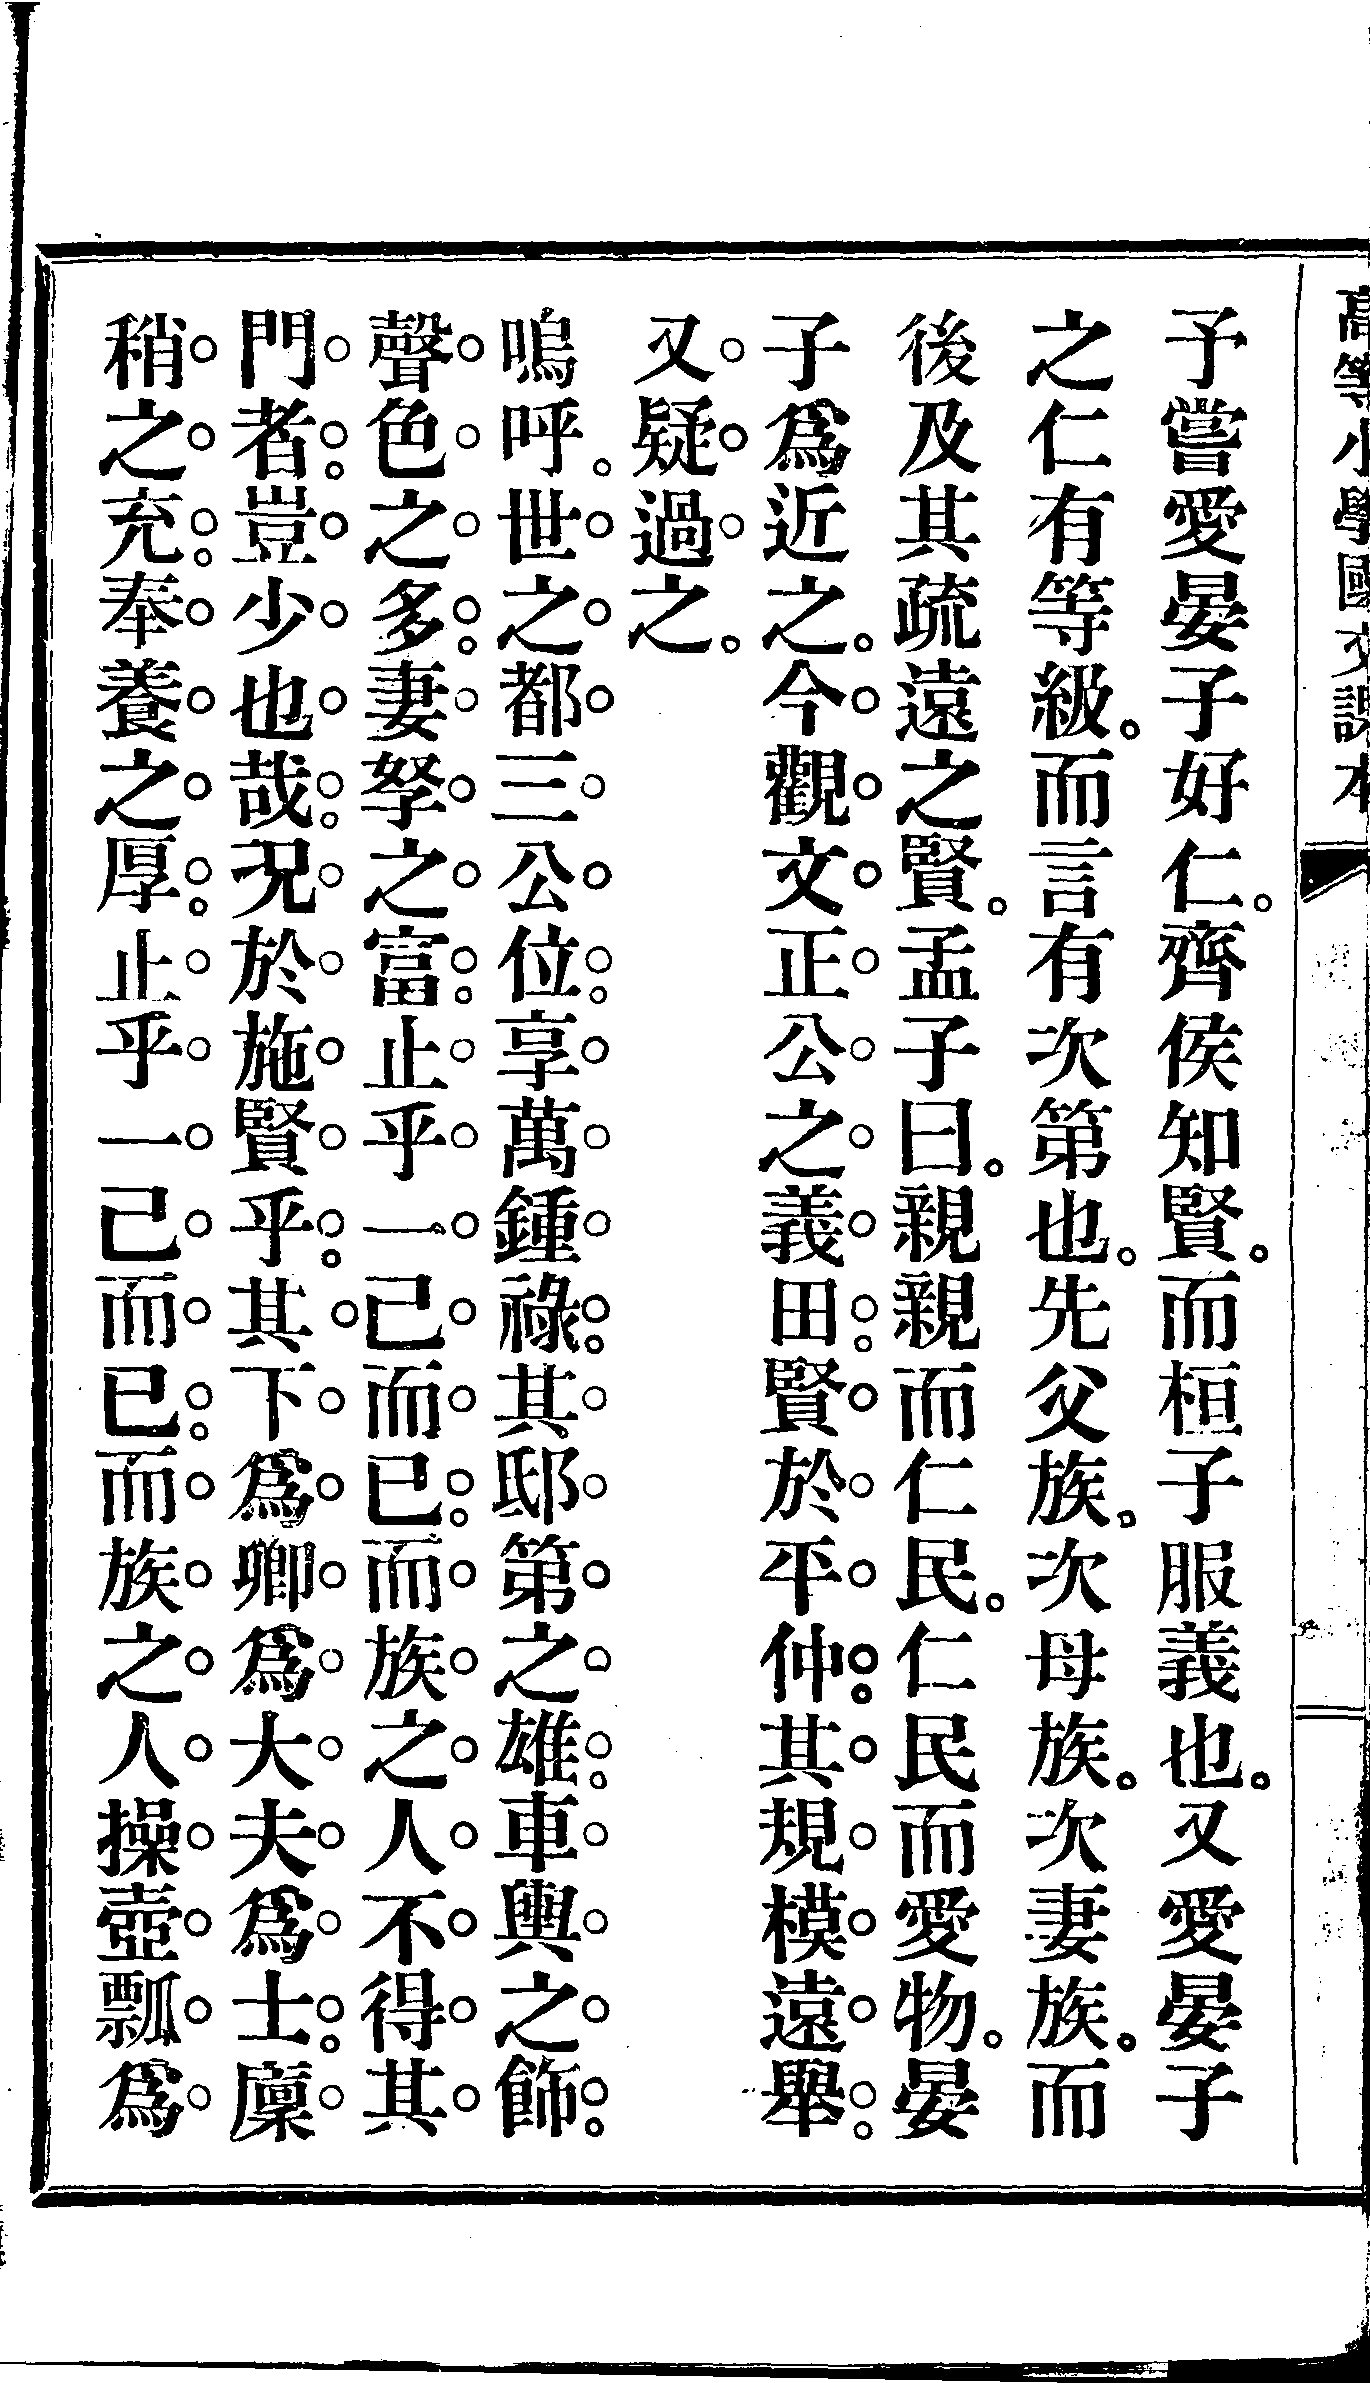 高等小學國文課本
予嘗愛晏子好仁。齊侯知賢。而桓子服義也。又愛晏子
之仁有等級。而言有次第也。先父族。次母族。次妻族。而
後及其疏遠之賢。孟子曰。親親而仁民。仁民而愛物。晏
子爲近之。今觀文正公之義田。賢於平仲。其規模遠舉。
又疑過之。
嗚呼。世之都三公位。享萬鍾祿。其邸第之雄。車輿之飾。
聲色之多。妻孥之富。止乎一己而已。而族之人不得其
門者。豈少也哉。況於施賢乎。其下爲卿爲大夫爲士。廩
稍之充。奉養之厚。止乎一己而已。而族之人操壺瓢爲